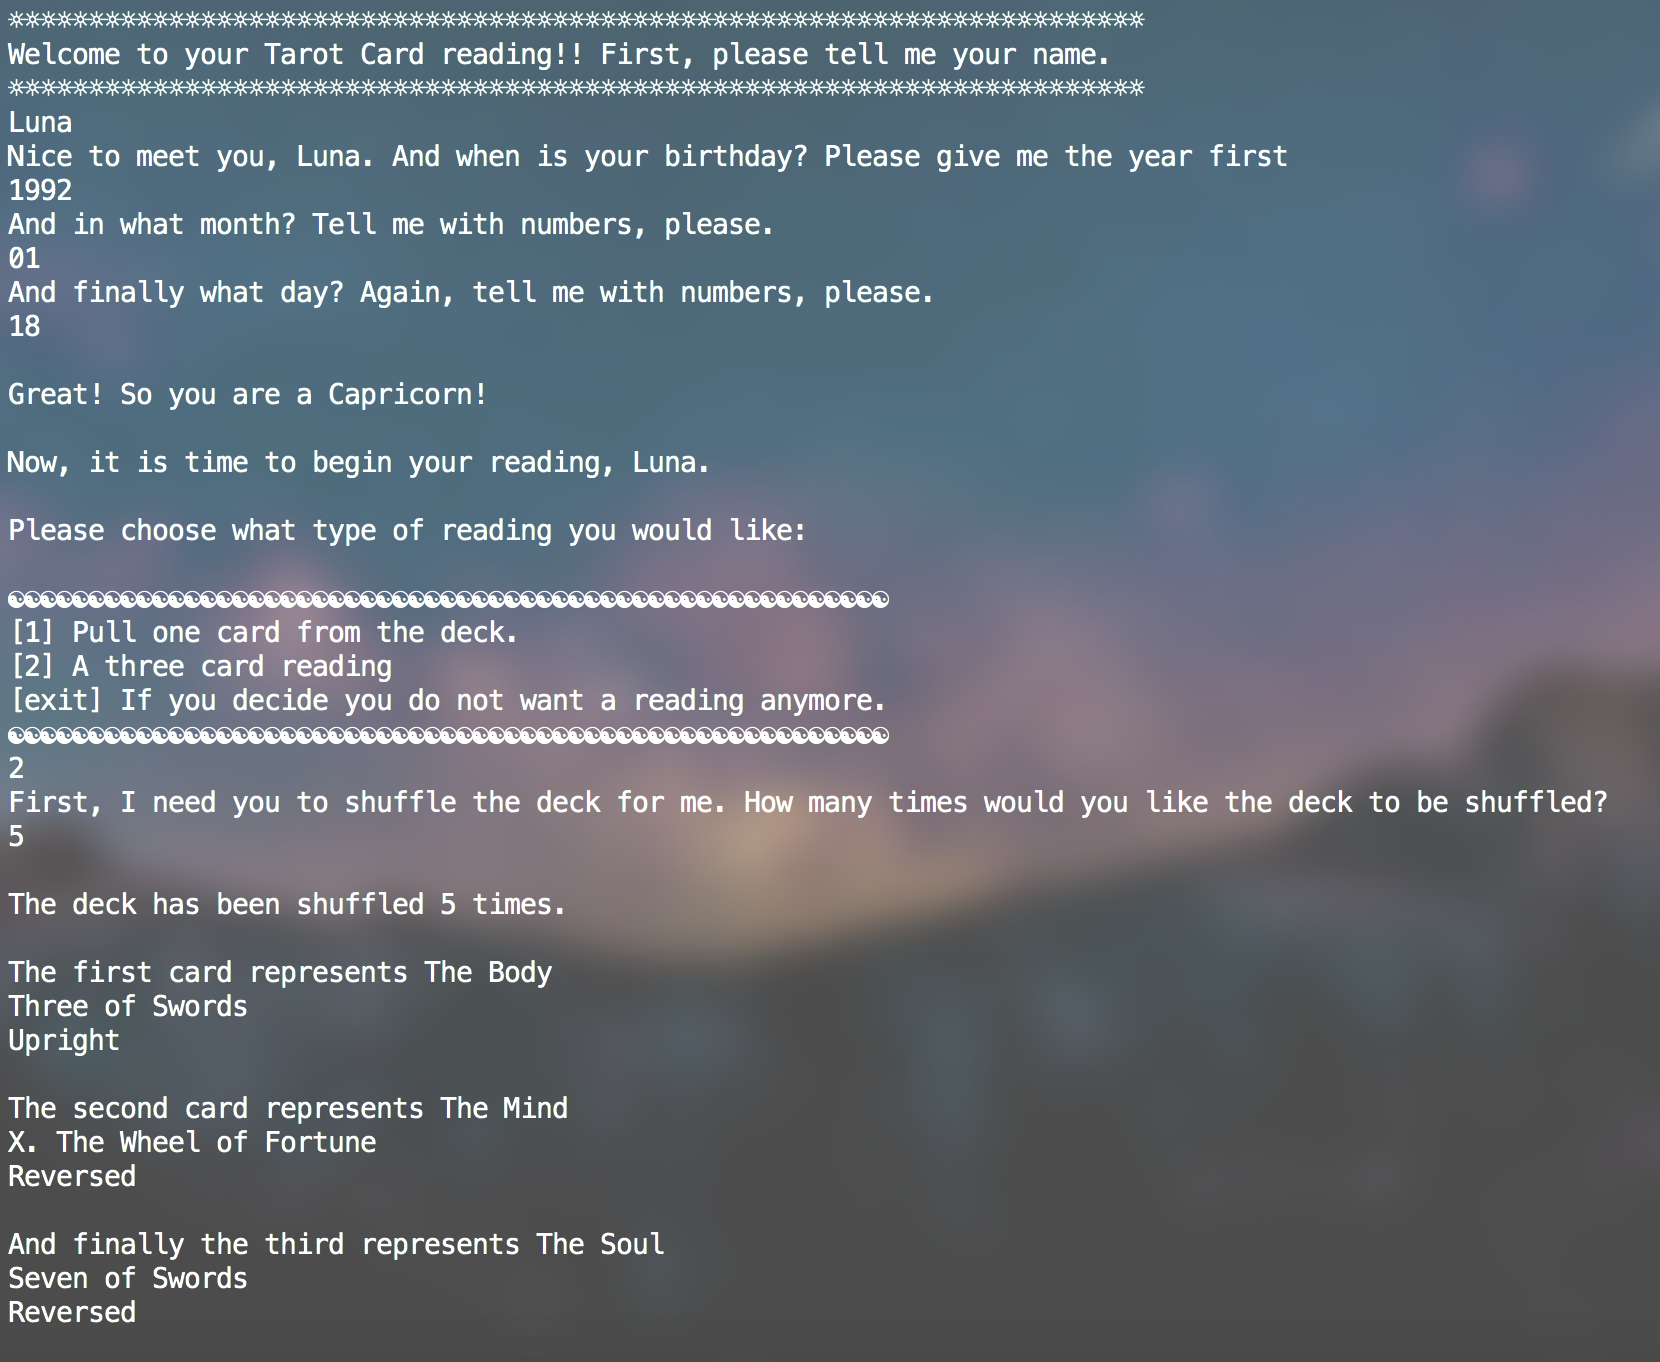 ☼☼☼☼☼☼☼☼☼☼☼☼☼☼☼☼☼☼☼☼☼☼☼☼☼☼☼☼☼☼☼☼☼☼☼☼☼☼☼☼☼☼☼☼☼☼☼☼☼☼☼☼☼☼☼☼☼☼☼☼☼☼☼☼☼☼☼☼☼☼☼
Welcome to your Tarot Card reading!! First, please tell me your name.
☼☼☼☼☼☼☼☼☼☼☼☼☼☼☼☼☼☼☼☼☼☼☼☼☼☼☼☼☼☼☼☼☼☼☼☼☼☼☼☼☼☼☼☼☼☼☼☼☼☼☼☼☼☼☼☼☼☼☼☼☼☼☼☼☼☼☼☼☼☼☼
Luna
Nice to meet you, Luna. And when is your birthday? Please give me the year first
1992
And in what month? Tell me with numbers, please.
01
And finally what day? Again, tell me with numbers, please.
18
Great! So you are a Capricorn!
Now, it is time to begin your reading, Luna.
Please choose what type of reading you would like:
☯☯☯☯☯☯☯☯☯☯☯☯☯☯☯☯☯☯☯☯☯☯☯☯☯☯☯☯☯☯☯☯☯☯☯☯☯☯☯☯☯☯☯☯☯☯☯☯☯☯☯☯☯☯☯
[1] Pull one card from the deck.
[2] A three card reading
[exit] If you decide you do not want a reading anymore.
☯☯☯☯☯☯☯☯☯☯☯☯☯☯☯☯☯☯☯☯☯☯☯☯☯☯☯☯☯☯☯☯☯☯☯☯☯☯☯☯☯☯☯☯☯☯☯☯☯☯☯☯☯☯☯
2
First, I need you to shuffle the deck for me. How many times would you like the deck to be shuffled?
5
The deck has been shuffled 5 times.
The first card represents The Body
Three of Swords
Upright
The second card represents The Mind
X. The Wheel of Fortune
Reversed
And finally the third represents The Soul
Seven of Swords
Reversed